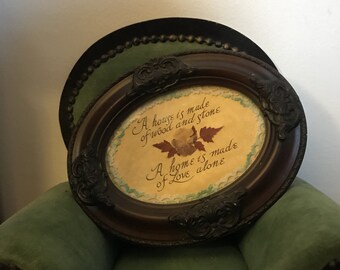 A house is made
of wood and stone
A home is made
of Love alone